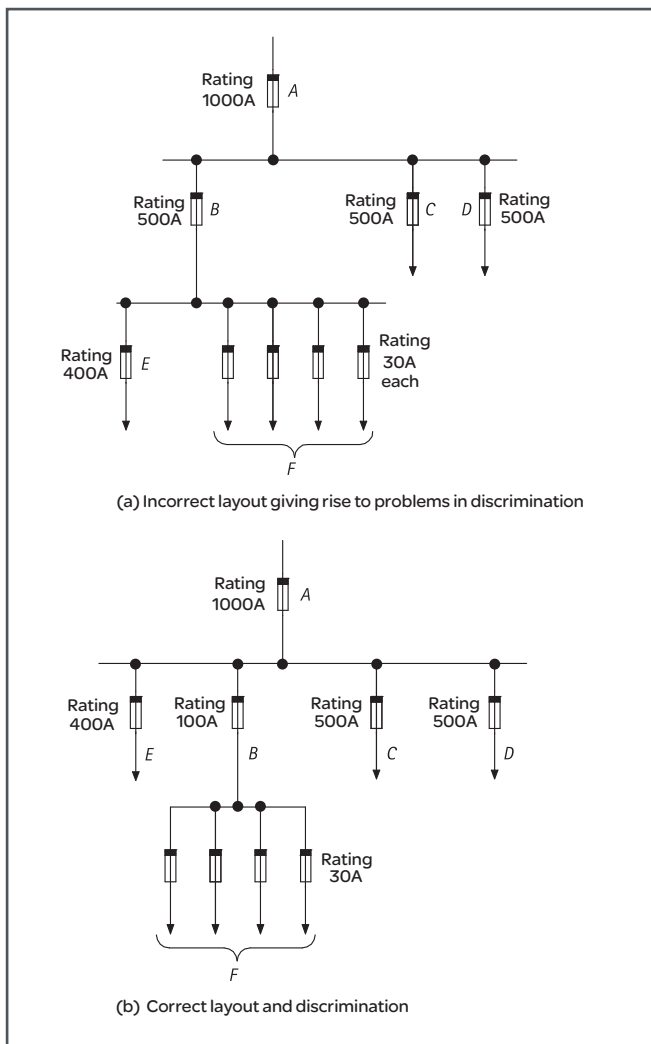 Rating
1000A
A
Rating
500A
B
Rating
500A
C
D
Rating
500A
Rating
400A
E
Rating
30A
each
F
(a) Incorrect layout giving rise to problems in discrimination
Rating
1000A
A
Rating
400A
E
Rating
100A
B
Rating
500A
C
Rating
500A
D
Rating
30A
F
(b) Correct layout and discrimination